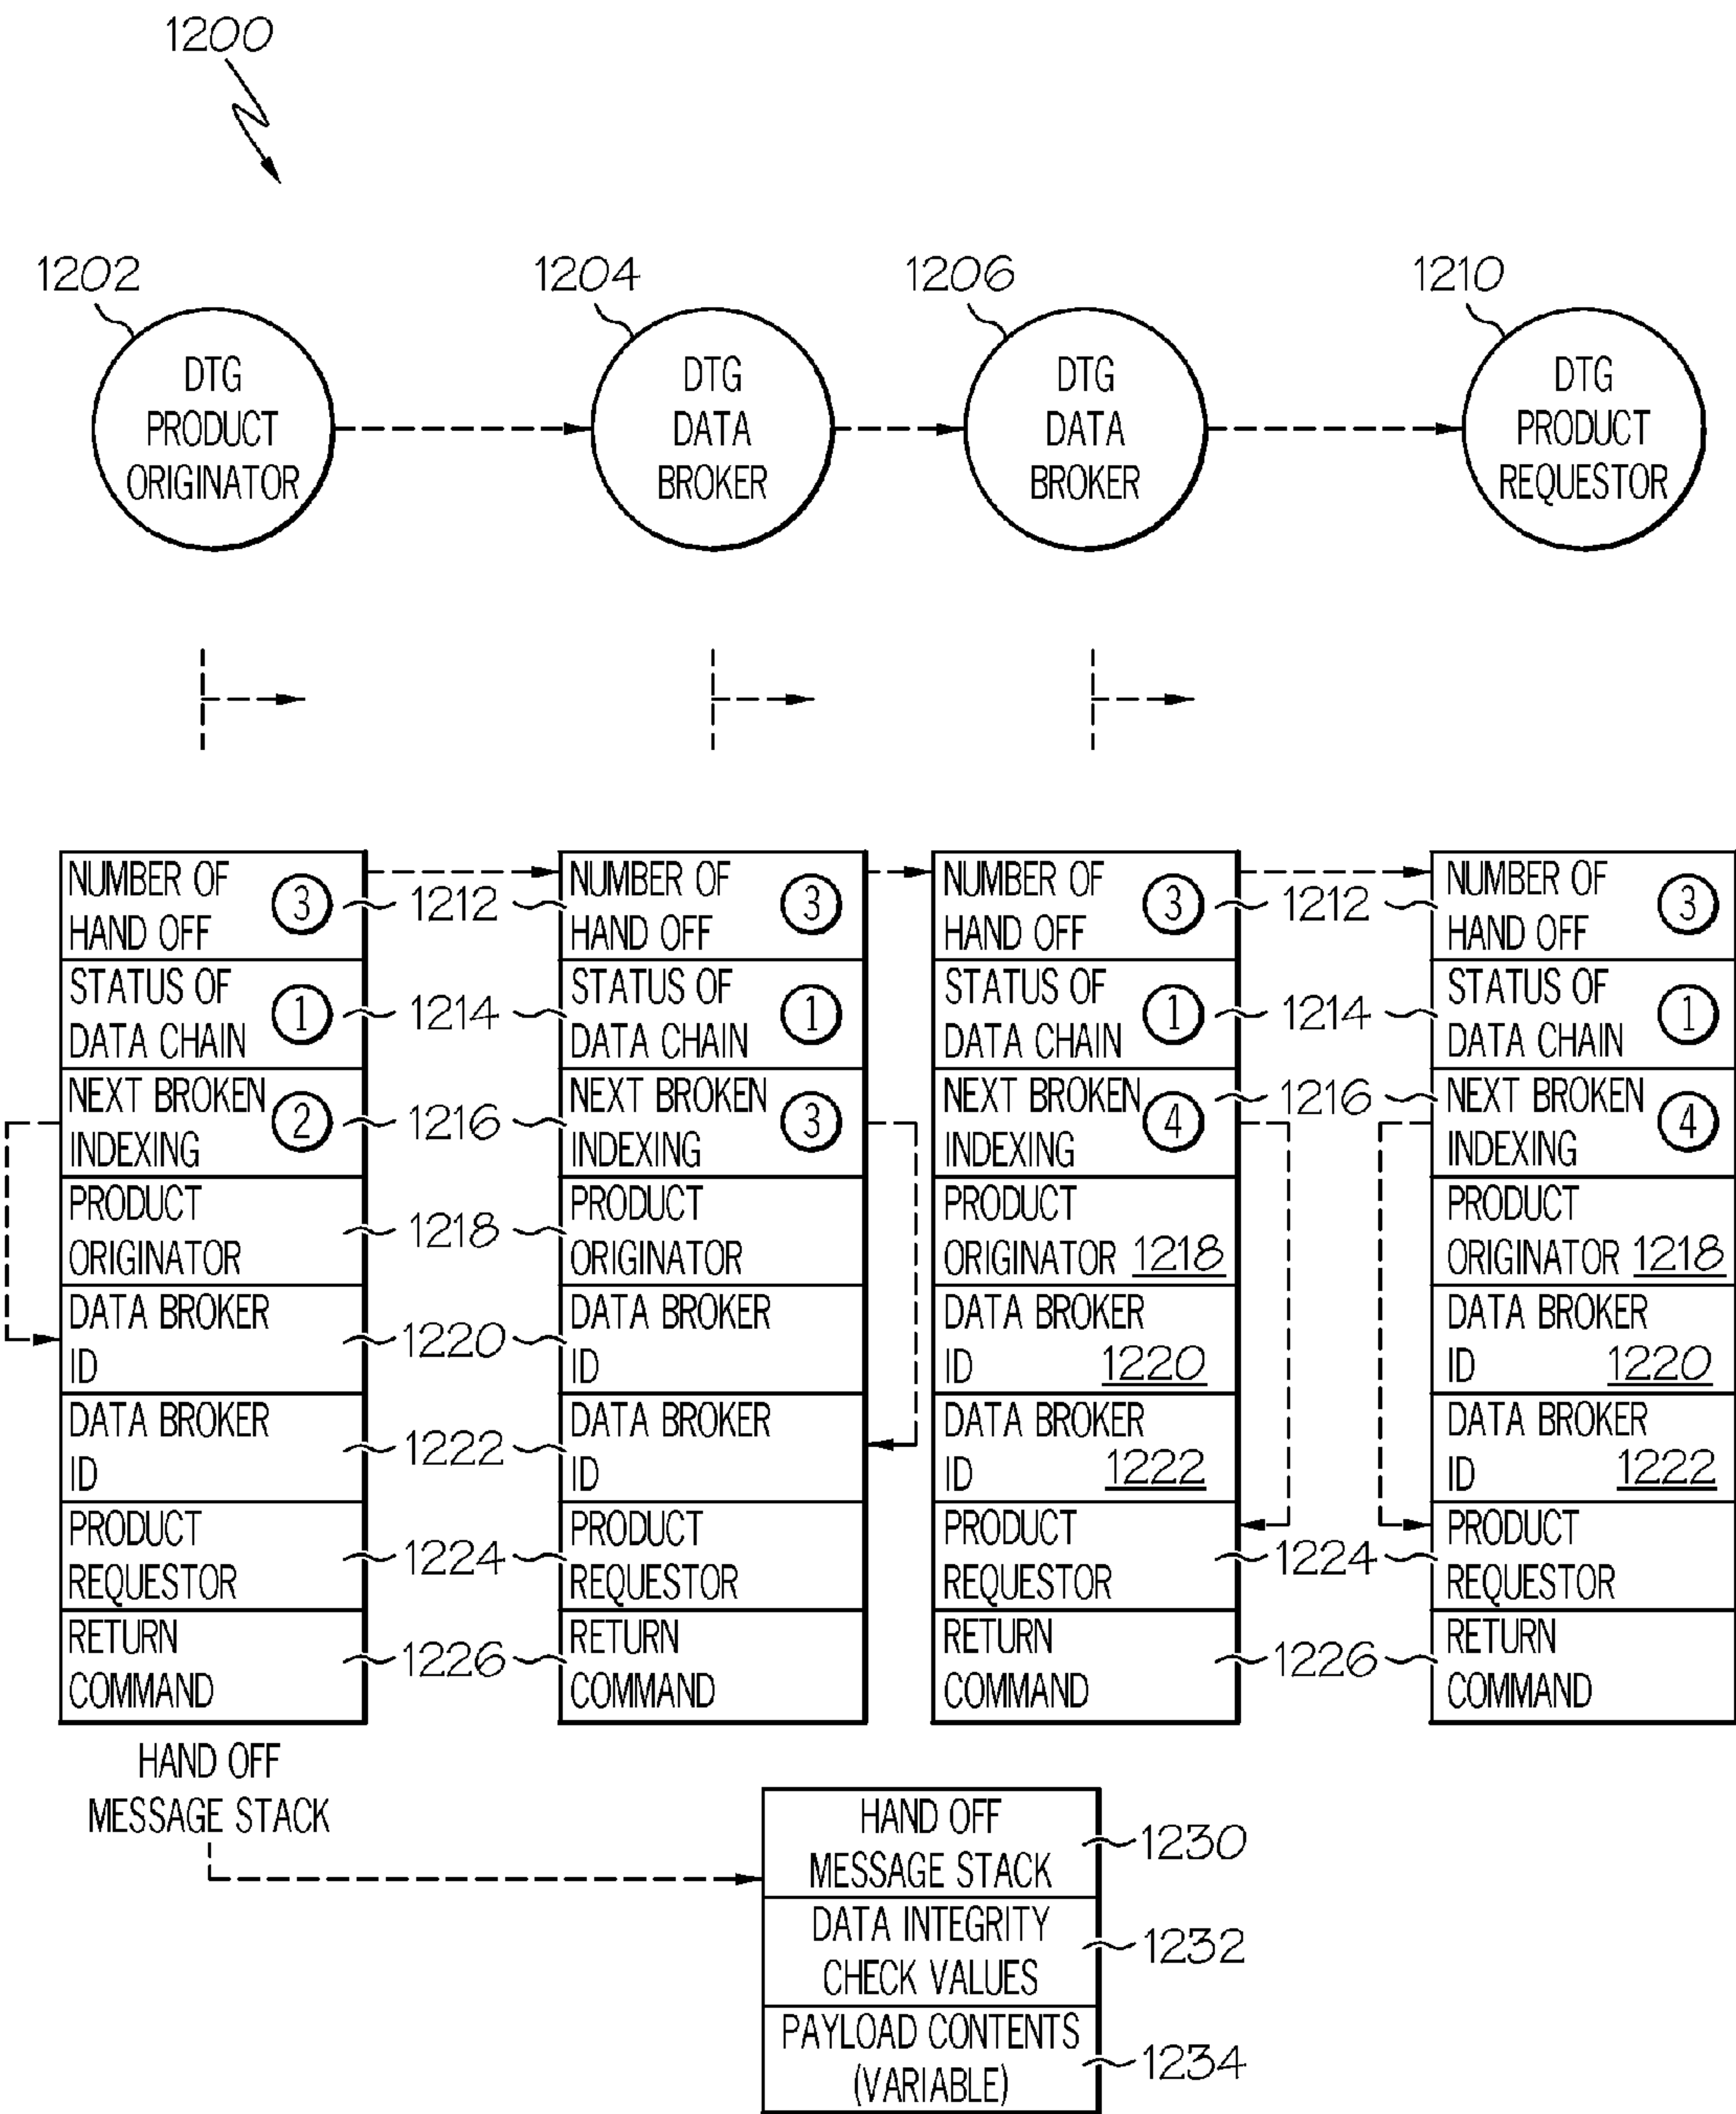 1200
1202
1204
1206
1210
DTG
PRODUCT
ORIGINATOR
DTG
DATA
BROKER
DTG
DATA
BROKER
DTG
PRODUCT
REQUESTOR
NUMBER OF
HAND OFF
3
1212
NUMBER OF
HAND OFF
3
NUMBER OF
HAND OFF
3
1212
NUMBER OF
HAND OFF
3
STATUS OF
DATA CHAIN
1
1214
STATUS OF
DATA CHAIN
1
STATUS OF
DATA CHAIN
1
1214
STATUS OF
DATA CHAIN
1
NEXT BROKEN
INDEXING
2
1216
NEXT BROKEN
INDEXING
3
NEXT BROKEN
INDEXING
4
1216
NEXT BROKEN
INDEXING
4
PRODUCT
ORIGINATOR
1218
PRODUCT
ORIGINATOR
PRODUCT
ORIGINATOR 1218
PRODUCT
ORIGINATOR 1218
DATA BROKER
ID
1220
DATA BROKER
ID
DATA BROKER
ID 1220
DATA BROKER
ID 1220
DATA BROKER
ID
1222
DATA BROKER
ID
DATA BROKER
ID 1222
DATA BROKER
ID 1222
PRODUCT
REQUESTOR
1224
PRODUCT
REQUESTOR
PRODUCT
REQUESTOR
1224
PRODUCT
REQUESTOR
RETURN
COMMAND
1226
RETURN
COMMAND
RETURN
COMMAND
1226
RETURN
COMMAND
HAND OFF
MESSAGE STACK
HAND OFF
MESSAGE STACK
1230
DATA INTEGRITY
CHECK VALUES
1232
PAYLOAD CONTENTS
(VARIABLE)
1234